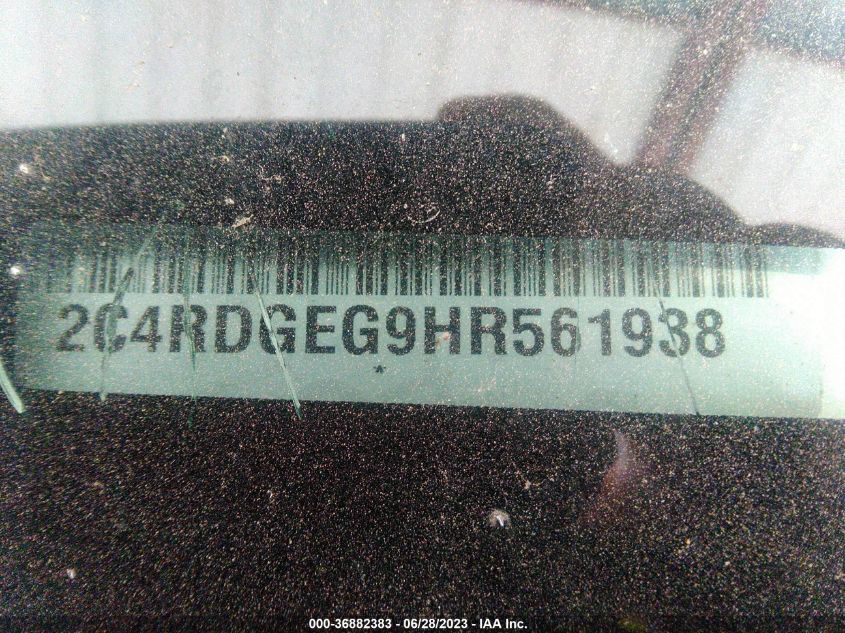 2C4RDGEG9HR561938
*
000-36882383 - 06/28/2023 - IAA Inc.